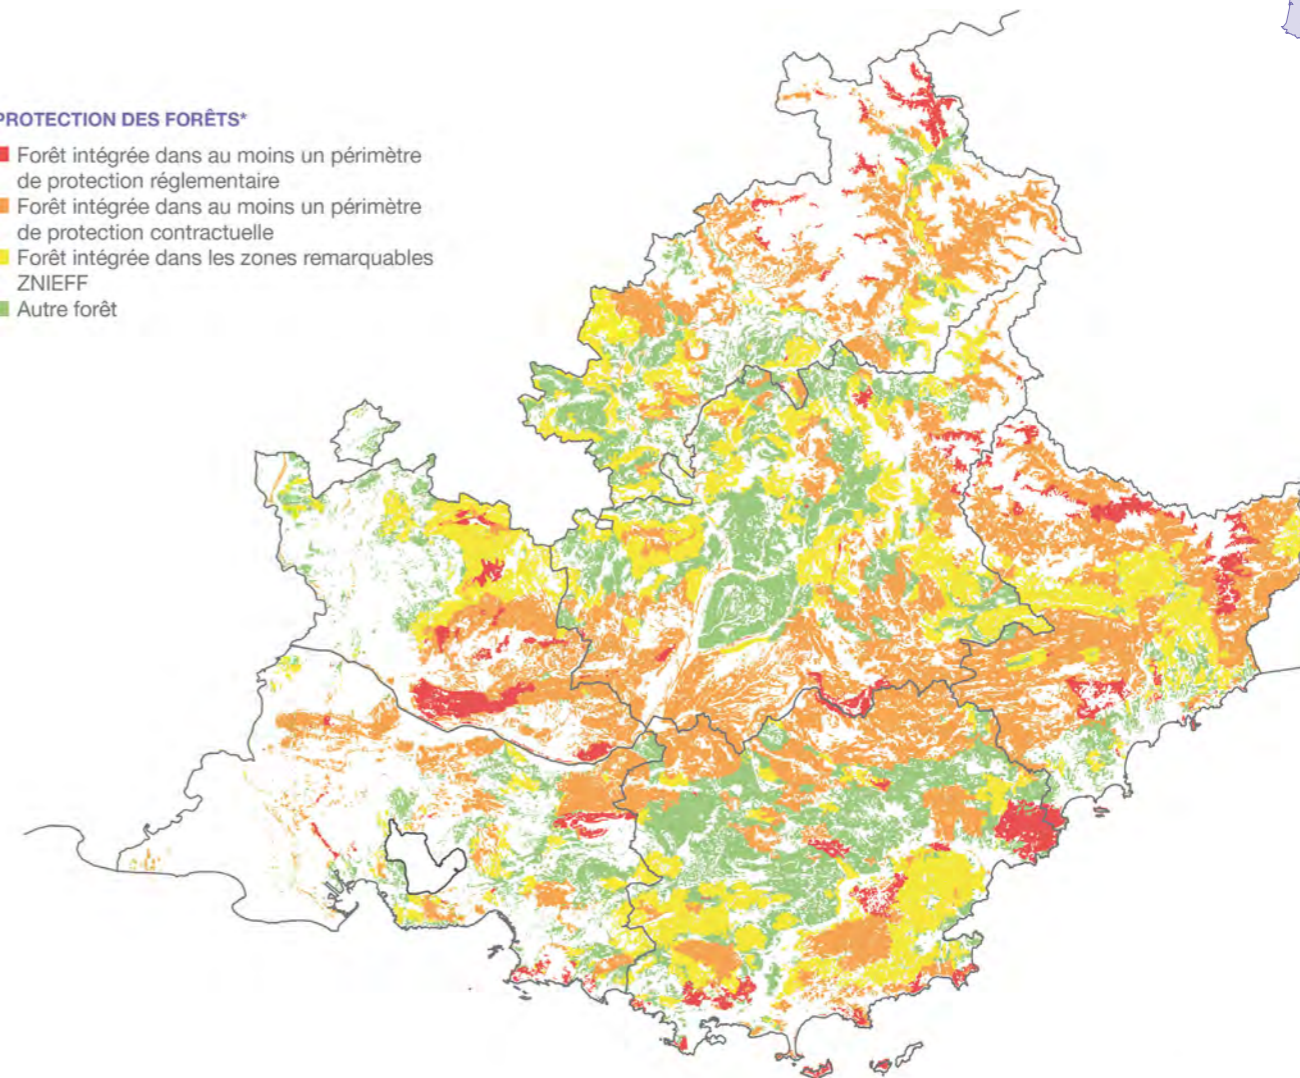 PROTECTION DES FORÊTS*
Forêt intégrée dans au moins un périmètre
de protection réglementaire
Forêt intégrée dans au moins un périmètre
de protection contractuelle
Forêt intégrée dans les zones remarquables
ZNIEFF
Autre forêt